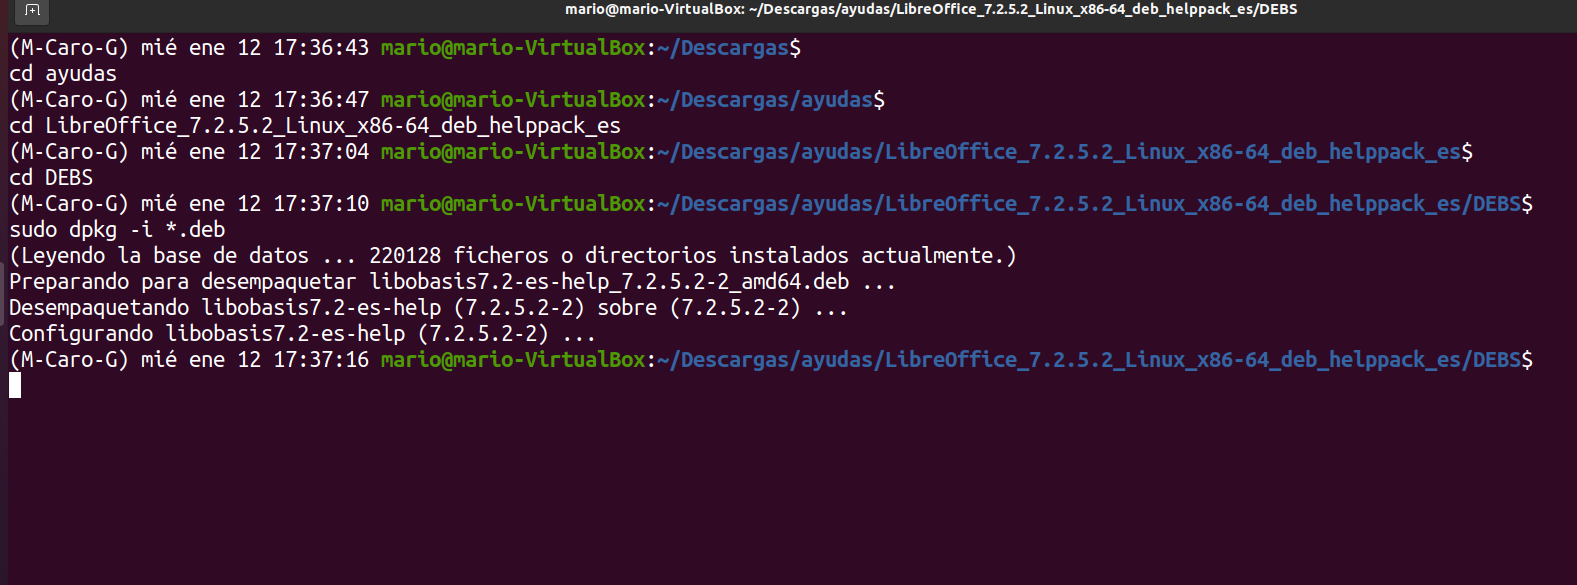 mario@mario-VirtualBox: ~/Descargas/ayudas/LibreOffice_7.2.5.2_Linux_x86-64_deb_helppack_es/DEBS
(M-Caro-G) mié ene 12 17:36:43 mario@mario-VirtualBox:~/Descargas$
cd ayudas
(M-Caro-G) mié ene 12 17:36:47 mario@mario-VirtualBox:~/Descargas/ayudas$
cd LibreOffice_7.2.5.2_Linux_x86-64_deb_helppack_es
(M-Caro-G) mié ene 12 17:37:04 mario@mario-VirtualBox:~/Descargas/ayudas/LibreOffice_7.2.5.2_Linux_x86-64_deb_helppack_es$
cd DEBS
(M-Caro-G) mié ene 12 17:37:10 mario@mario-VirtualBox:~/Descargas/ayudas/LibreOffice_7.2.5.2_Linux_x86-64_deb_helppack_es/DEBS$
sudo dpkg -i *.deb
(Leyendo la base de datos ... 220128 ficheros o directorios instalados actualmente.)
Preparando para desempaquetar libobasis7.2-es-help_7.2.5.2-2_amd64.deb ...
Desempaquetando libobasis7.2-es-help (7.2.5.2-2) sobre (7.2.5.2-2) ...
Configurando libobasis7.2-es-help (7.2.5.2-2) ...
(M-Caro-G) mié ene 12 17:37:16 mario@mario-VirtualBox:~/Descargas/ayudas/LibreOffice_7.2.5.2_Linux_x86-64_deb_helppack_es/DEBS$